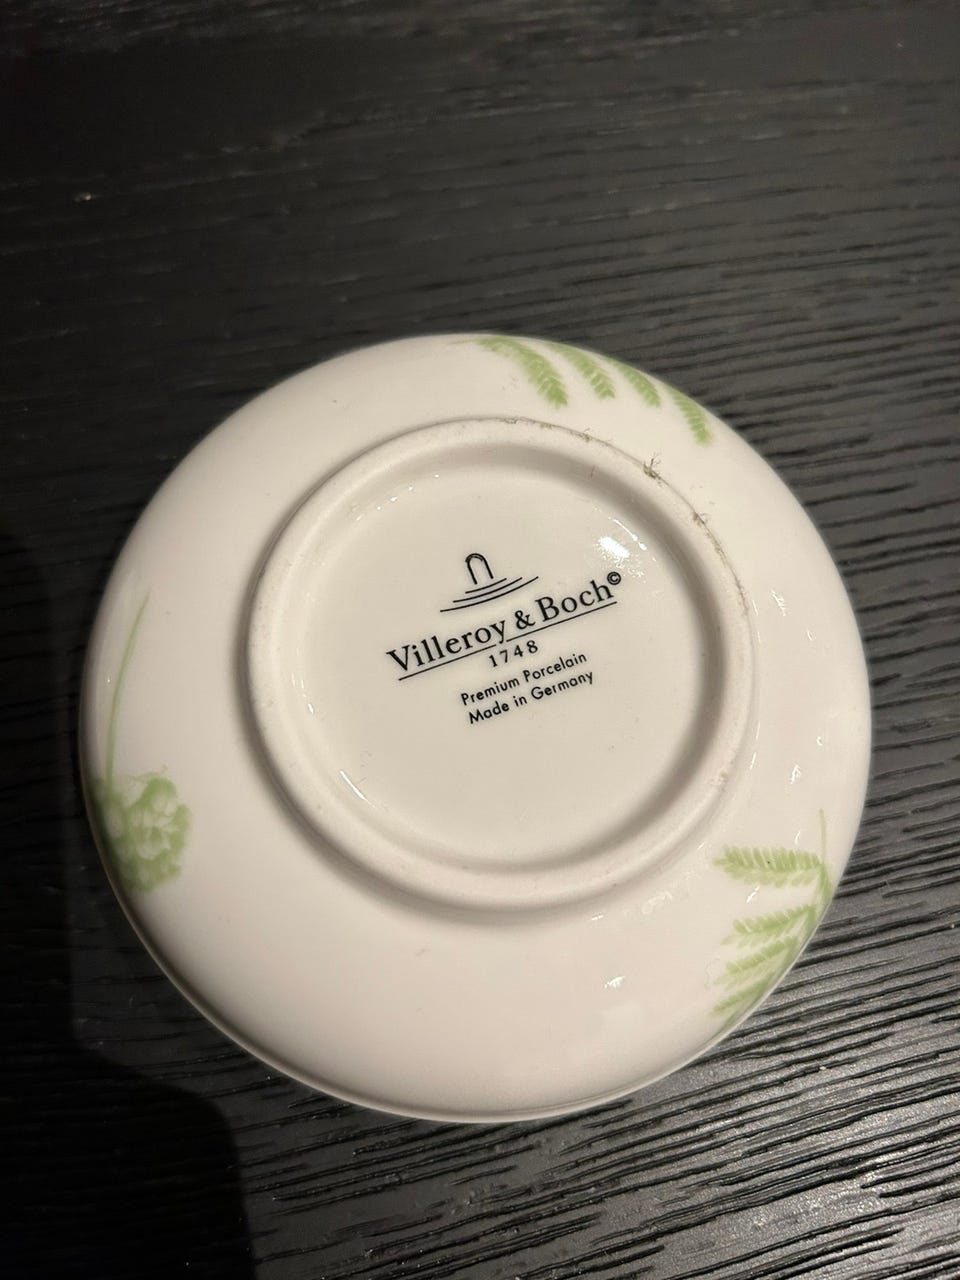 Villeroy & Boch©
1748
Premium Porcelain
Made in Germany